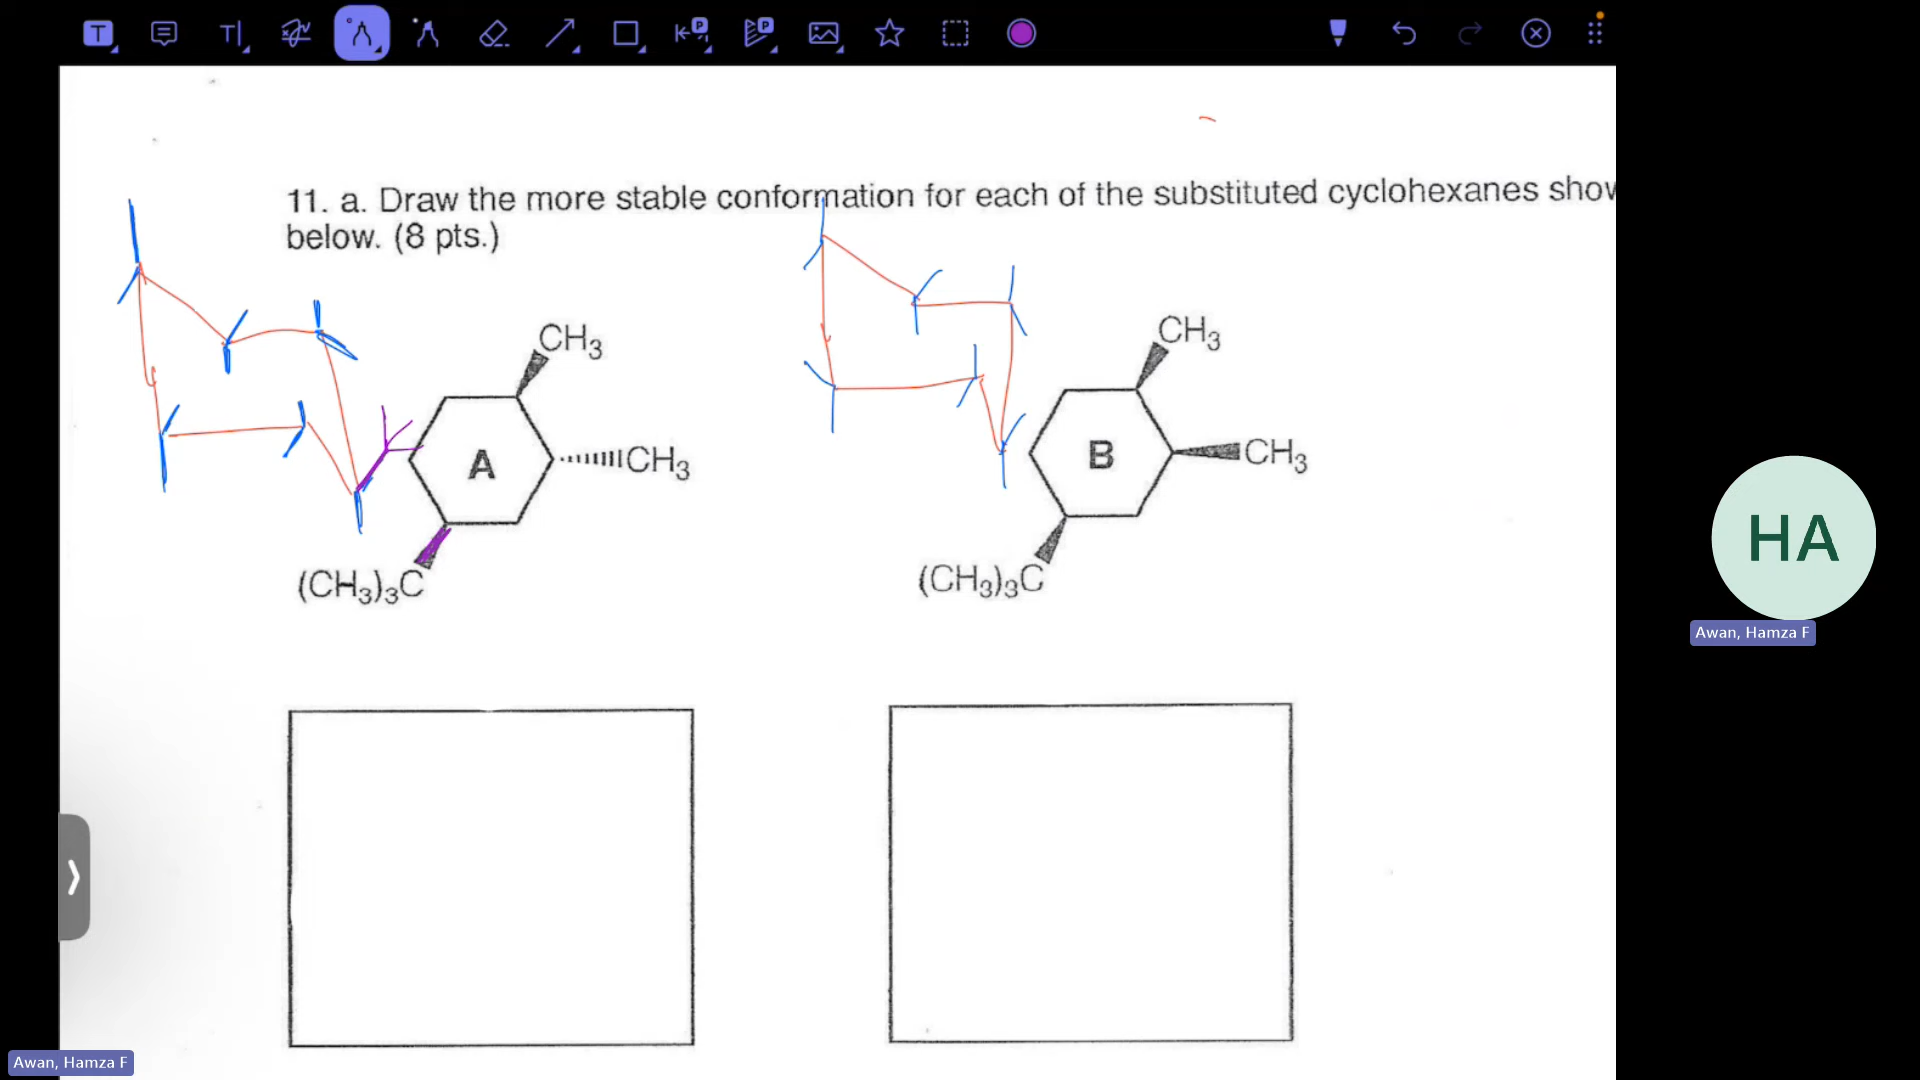 11. a. Draw the more stable conformation for each of the substituted cyclohexanes show
below. (8 pts.)
CH3
CH3
A
(CH3)3C
CH3
CH3
B
(CH3)3C
HA
Awan, Hamza F
Awan, Hamza F